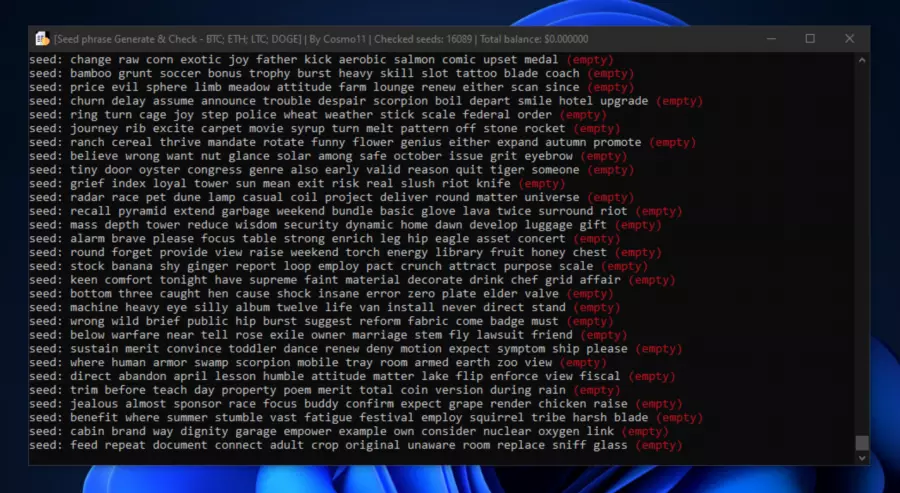 [Seed phrase Generate & Check - BTC; ETH; LTC; DOGE] | By Cosmo11 | Checked seeds: 16089 | Total balance: $0.000000
seed: change raw corn exotic joy father kick aerobic salmon comic upset medal (empty)
seed: bamboo grunt soccer bonus trophy burst heavy skill slot tattoo blade coach (empty)
seed: price evil sphere limb meadow attitude farm lounge renew either scan since (empty)
seed: churn delay assume announce trouble despair scorpion boil depart smile hotel upgrade (empty)
seed: ring turn cage joy step police wheat weather stick scale federal order (empty)
seed: journey rib excite carpet movie syrup turn melt pattern off stone rocket (empty)
seed: ranch cereal thrive mandate rotate funny flower genius either expand autumn promote (empty)
seed: believe wrong want nut glance solar among safe october issue grit eyebrow (empty)
seed: tiny door oyster congress genre also early valid reason quit tiger someone (empty)
seed: grief index loyal tower sun mean exit risk real slush riot knife (empty)
seed: radar race pet dune lamp casual coil project deliver round matter universe (empty)
seed: recall pyramid extend garbage weekend bundle basic glove lava twice surround riot (empty)
seed: mass depth tower reduce wisdom security dynamic home dawn develop luggage gift (empty)
seed: alarm brave please focus table strong enrich leg hip eagle asset concert (empty)
seed: round forget provide view raise weekend torch energy library fruit honey chest (empty)
seed: stock banana shy ginger report loop employ pact crunch attract purpose scale (empty)
seed: keen comfort tonight have supreme faint material decorate drink chef grid affair (empty)
seed: bottom three caught hen cause shock insane error zero plate elder valve (empty)
seed: machine heavy eye silly album twelve life van install never direct stand (empty)
seed: wrong wild brief public hip burst suggest reform fabric come badge must (empty)
seed: below warfare near tell rose exile owner marriage stem fly lawsuit friend (empty)
seed: sustain merit convince toddler dance renew deny motion expect symptom ship please (empty)
seed: where human armor swap scorpion mobile tray room armed earth zoo view (empty)
seed: direct abandon april lesson humble attitude matter lake flip enforce view fiscal (empty)
seed: trim before teach day property poem merit total coin version during rain (empty)
seed: jealous almost sponsor race focus buddy confirm expect grape render chicken raise (empty)
seed: benefit where summer stumble vast fatigue festival employ squirrel tribe harsh blade (empty)
seed: cabin brand way dignity garage empower example own consider nuclear oxygen link (empty)
seed: feed repeat document connect adult crop original unaware room replace sniff glass (empty)